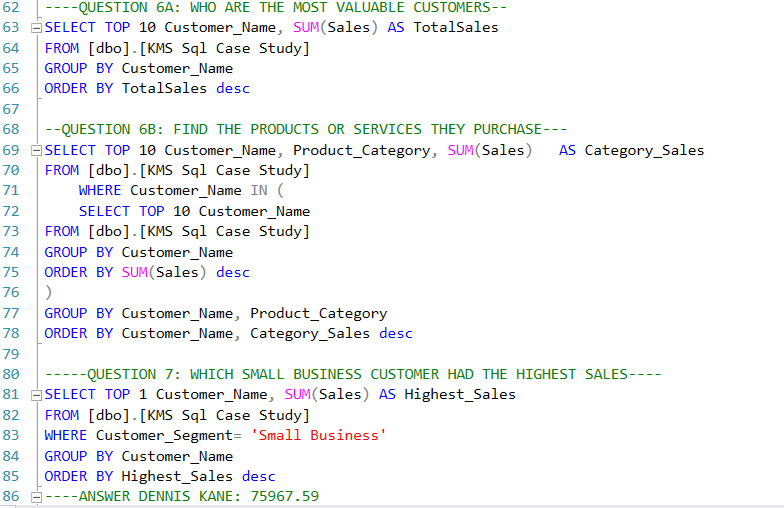 62 ----QUESTION 6A: WHO ARE THE MOST VALUABLE CUSTOMERS--
63 SELECT TOP 10 Customer_Name, SUM(Sales) AS TotalSales
64 FROM [dbo].[KMS Sql Case Study]
65 GROUP BY Customer_Name
66 ORDER BY TotalSales desc
67
68 --QUESTION 6B: FIND THE PRODUCTS OR SERVICES THEY PURCHASE---
69 SELECT TOP 10 Customer_Name, Product_Category, SUM(Sales)   AS Category_Sales
70 FROM [dbo].[KMS Sql Case Study]
71     WHERE Customer_Name IN (
72     SELECT TOP 10 Customer_Name
73 FROM [dbo].[KMS Sql Case Study]
74 GROUP BY Customer_Name
75 ORDER BY SUM(Sales) desc
76 )
77 GROUP BY Customer_Name, Product_Category
78 ORDER BY Customer_Name, Category_Sales desc
79
80 -----QUESTION 7: WHICH SMALL BUSINESS CUSTOMER HAD THE HIGHEST SALES----
81 SELECT TOP 1 Customer_Name, SUM(Sales) AS Highest_Sales
82 FROM [dbo].[KMS Sql Case Study]
83 WHERE Customer_Segment= 'Small Business'
84 GROUP BY Customer_Name
85 ORDER BY Highest_Sales desc
86 ----ANSWER DENNIS KANE: 75967.59